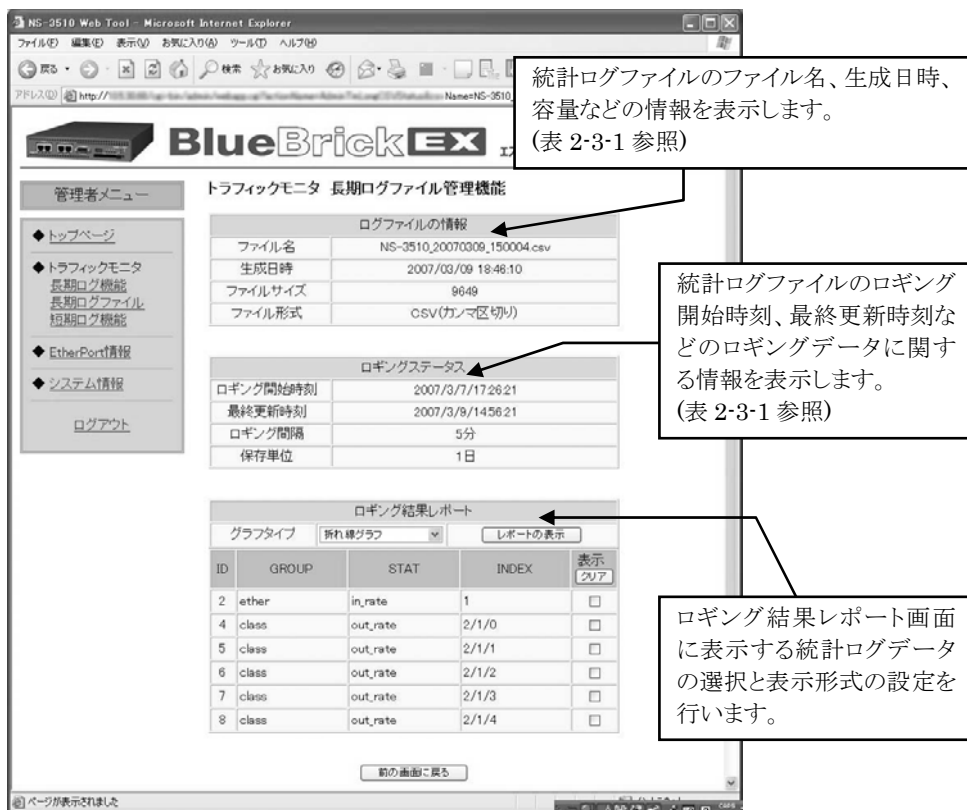 NS-3510 Web Tool - Microsoft Internet Explorer
ファイル(F) 編集(E) 表示(V) お気に入り(A) ツール(T) ヘルプ(H)
戻る 検索 お気に入り
アドレス(D) http:// Name=NS-3510_
BlueBrick EX
統計ログファイルのファイル名、生成日時、
容量などの情報を表示します。
(表 2-3-1 参照)
管理者メニュー
◆トップページ
◆トラフィックモニタ
長期ログ機能
長期ログファイル
短期ログ機能
◆EtherPort情報
◆システム情報
ログアウト
トラフィックモニタ 長期ログファイル管理機能
ログファイルの情報
ファイル名 NS-3510_20070309_150004.csv
生成日時 2007/03/09 18:46:10
ファイルサイズ 9649
ファイル形式 CSV(カンマ区切り)
統計ログファイルのロギング
開始時刻、最終更新時刻な
どのロギングデータに関す
る情報を表示します。
(表 2-3-1 参照)
ロギングステータス
ロギング開始時刻 2007/3/7/17:26:21
最終更新時刻 2007/3/9/14:56:21
ロギング間隔 5分
保存単位 1日
ロギング結果レポート
グラフタイプ 折れ線グラフ レポートの表示
ID GROUP STAT INDEX 表示
クリア
2 ether in_rate 1
4 class out_rate 2/1/0
5 class out_rate 2/1/1
6 class out_rate 2/1/2
7 class out_rate 2/1/3
8 class out_rate 2/1/4
ロギング結果レポート画面
に表示する統計ログデータ
の選択と表示形式の設定を
行います。
前の画面に戻る
ページが表示されました